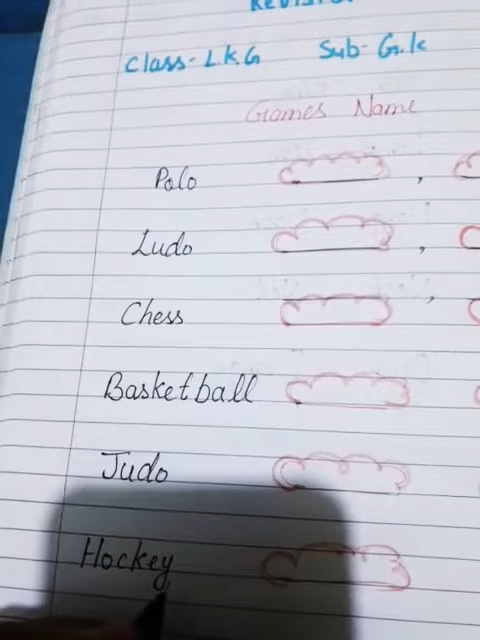 Class- L.K.G Sub- G.K
Games Name
Polo ,
Ludo ,
Chess ,
Basketball
Judo
Hockey